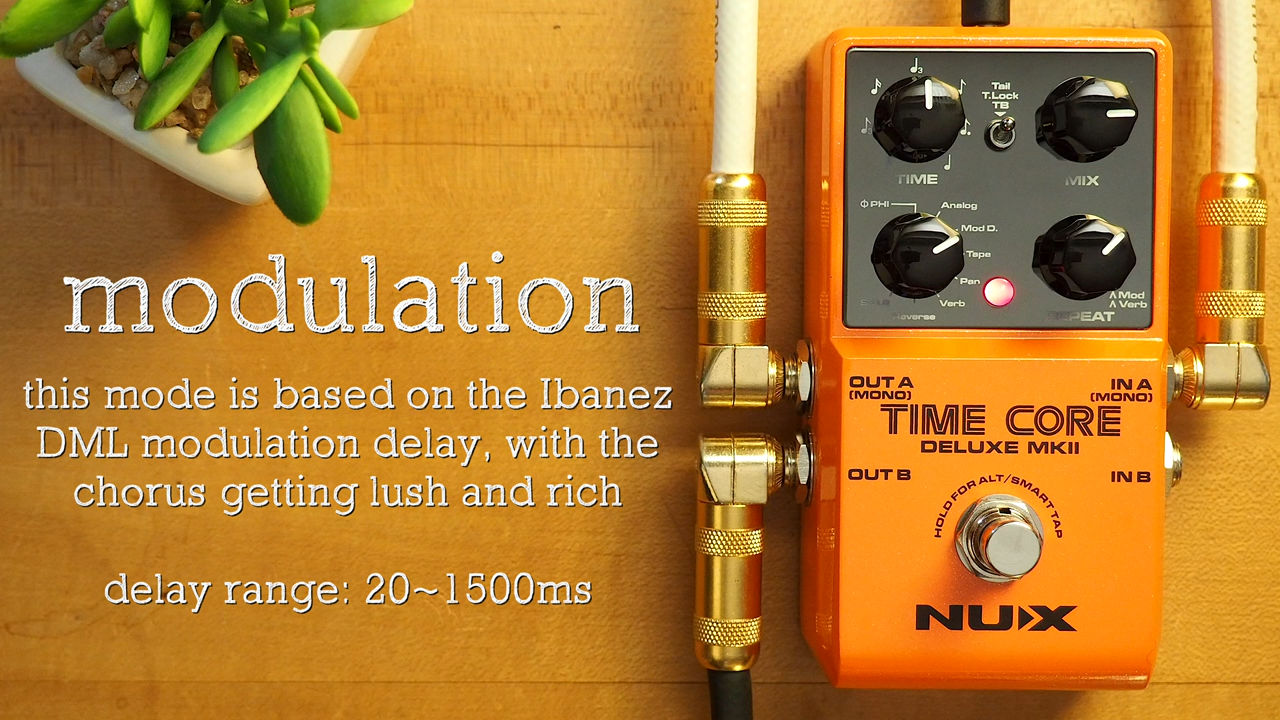 modulation
this mode is based on the Ibanez
DML modulation delay, with the
chorus getting lush and rich
delay range: 20~1500ms
Tail
T.Lock
TB
TIME
MIX
ΦPHI
Analog
Mod D.
Tape
Pan
Verb
Reverse
∧Mod
∧Verb
REPEAT
OUT A
(MONO)
IN A
(MONO)
TIME CORE
DELUXE MKII
OUT B
IN B
HOLD FOR ALT/SMART TAP
NUX